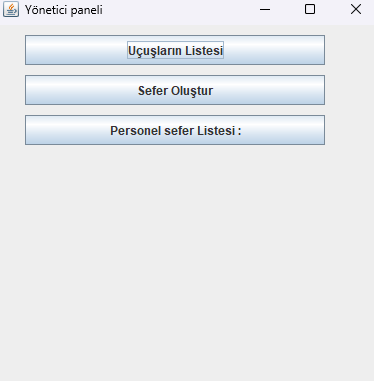 Yönetici paneli
Uçuşların Listesi
Sefer Oluştur
Personel sefer Listesi :